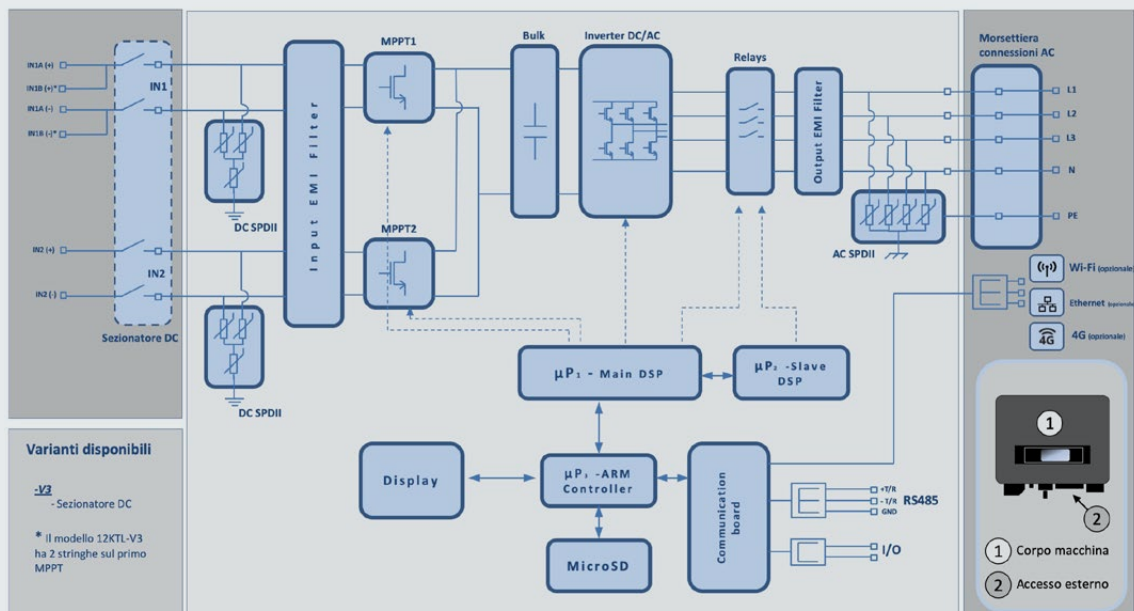 IN1A (+)
IN1B (+)*
IN1A (-)
IN1B (-)*
IN1
IN2 (+)
IN2 (-)
IN2
Sezionatore DC
DC SPDII
DC SPDII
Input EMI Filter
MPPT1
MPPT2
Bulk
Inverter DC/AC
Relays
Output EMI Filter
AC SPDII
Morsettiera
connessioni AC
L1
L2
L3
N
PE
Wi-Fi (opzionale)
Ethernet (opzionale)
4G
4G (opzionale)
µP₁ - Main DSP
µP₂ -Slave
DSP
Display
µP₃ -ARM
Controller
MicroSD
Communication
board
+T/R
- T/R
GND
RS485
I/O
Varianti disponibili
-V3
- Sezionatore DC
* Il modello 12KTL-V3
ha 2 stringhe sul primo
MPPT
1
2
1 Corpo macchina
2 Accesso esterno